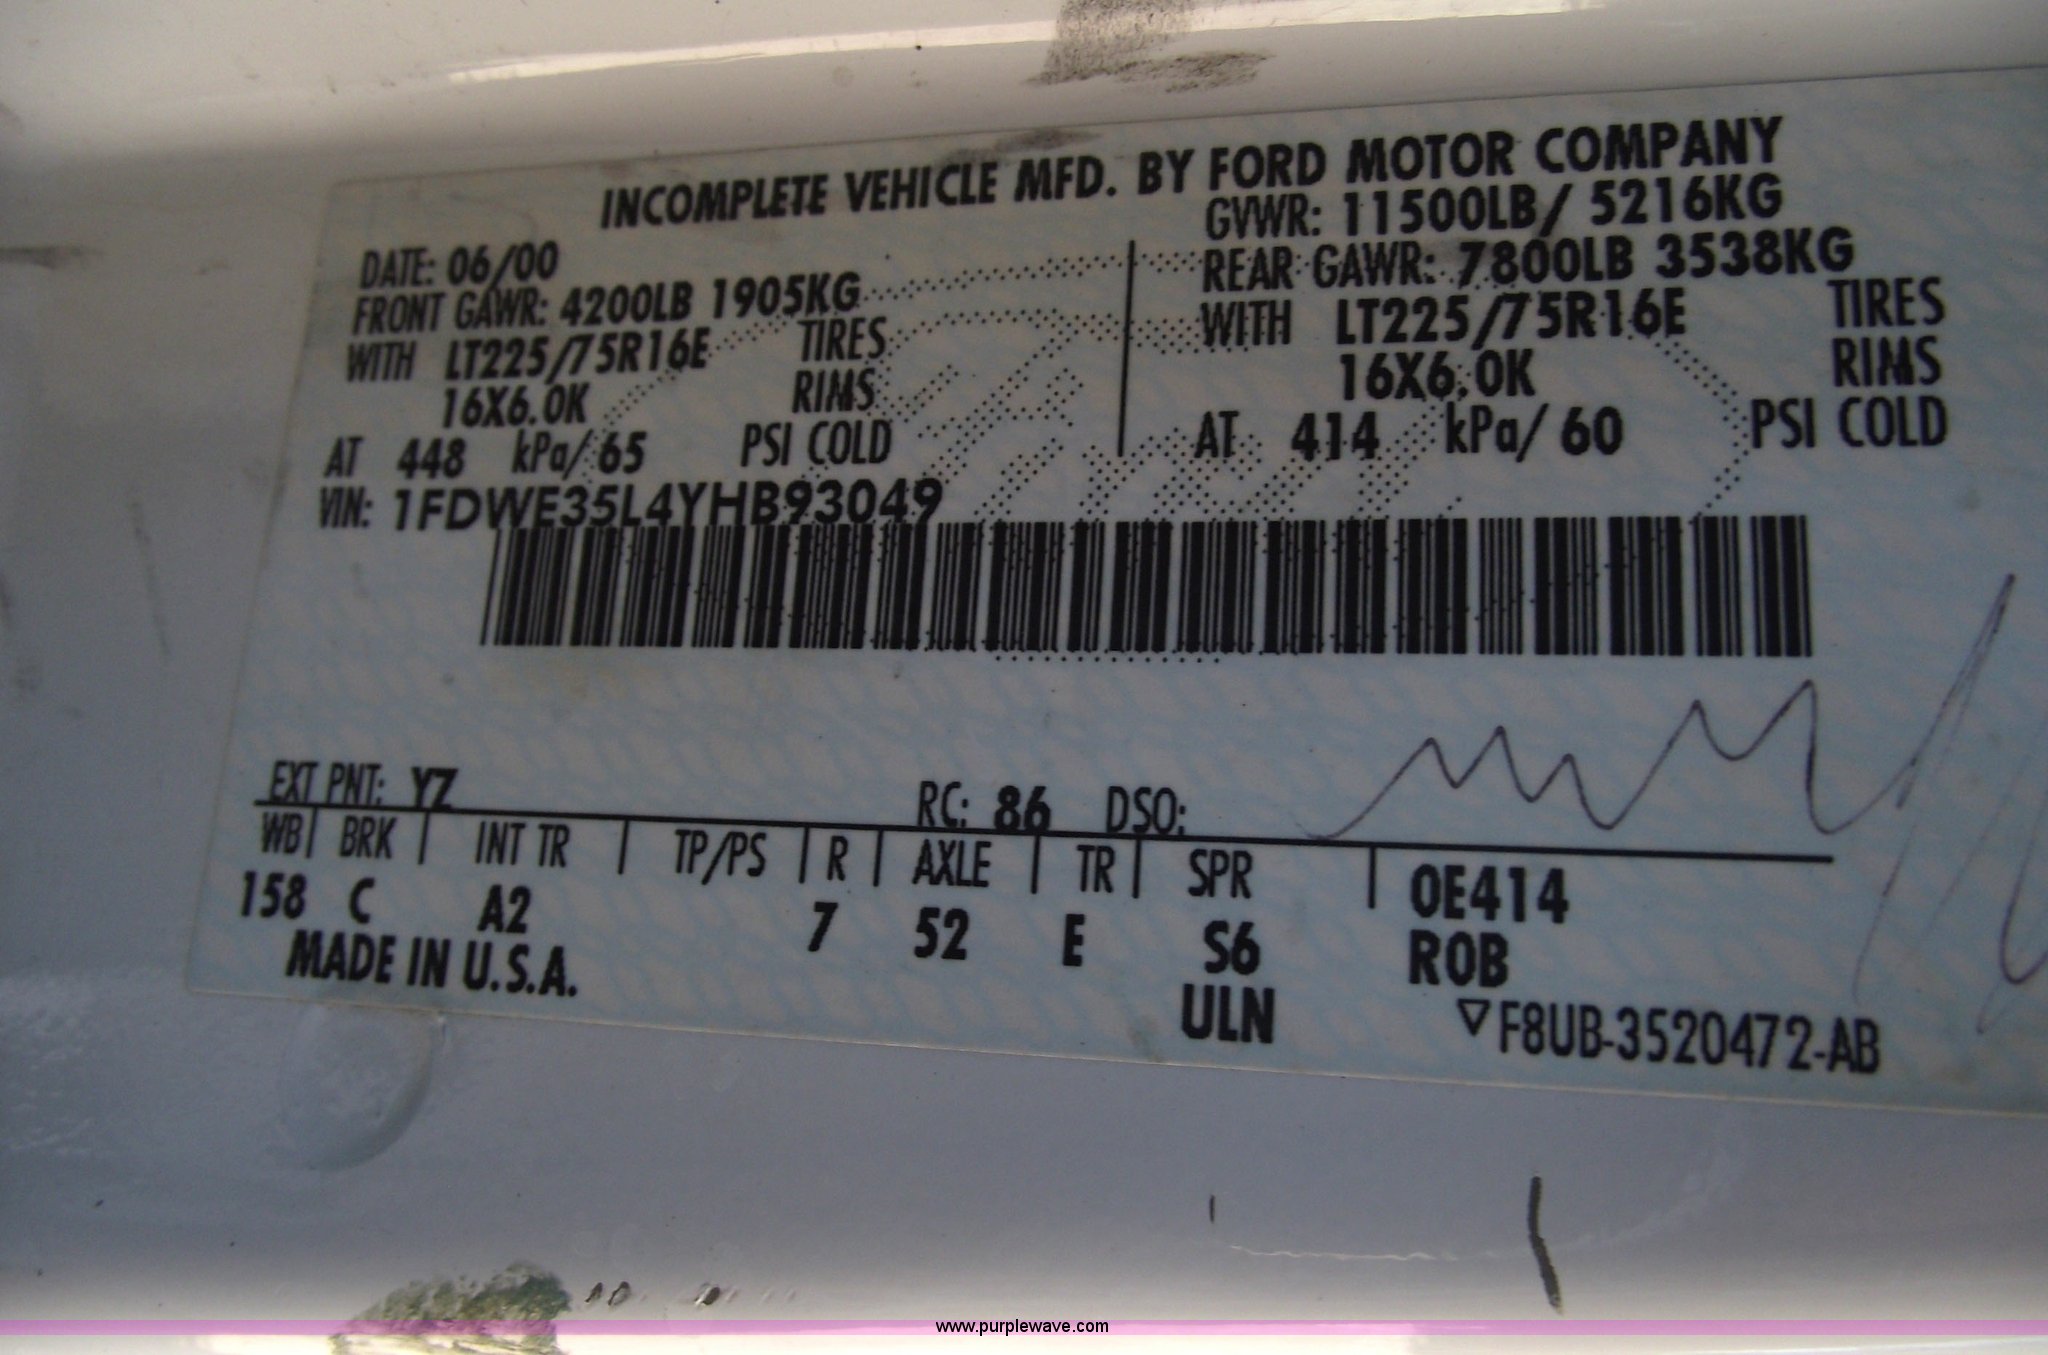 INCOMPLETE VEHICLE MFD. BY FORD MOTOR COMPANY
DATE: 06/00
GVWR: 11500LB/ 5216KG
FRONT GAWR: 4200LB 1905KG
REAR GAWR: 7800LB 3538KG
WITH LT225/75R16E TIRES
WITH LT225/75R16E TIRES
16X6.0K RIMS
16X6.0K RIMS
AT 448 kPa/ 65 PSI COLD
AT 414 kPa/ 60 PSI COLD
VIN: 1FDWE35L4YHB93049
EXT PNT: YZ RC: 86 DSO:
WB BRK INT TR TP/PS R AXLE TR SPR OE414
158 C A2 7 52 E S6 ROB
MADE IN U.S.A. ULN
▽F8UB-3520472-AB
www.purplewave.com